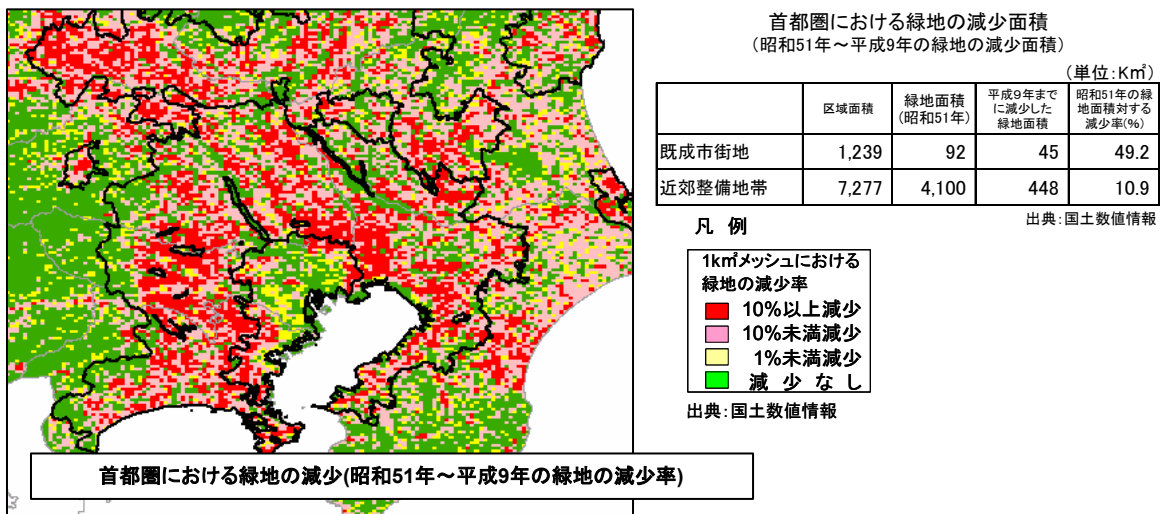 首都圏における緑地の減少面積
（昭和51年～平成9年の緑地の減少面積）
（単位：K㎡）
区域面積
緑地面積
（昭和51年）
平成９年まで
に減少した
緑地面積
昭和51年の緑
地面積対する
減少率(%)
既成市街地 1,239 92 45 49.2
近郊整備地帯 7,277 4,100 448 10.9
出典：国土数値情報
凡 例
1k㎡メッシュにおける
緑地の減少率
10%以上減少
10%未満減少
1%未満減少
減 少 な し
出典：国土数値情報
首都圏における緑地の減少(昭和51年～平成9年の緑地の減少率)